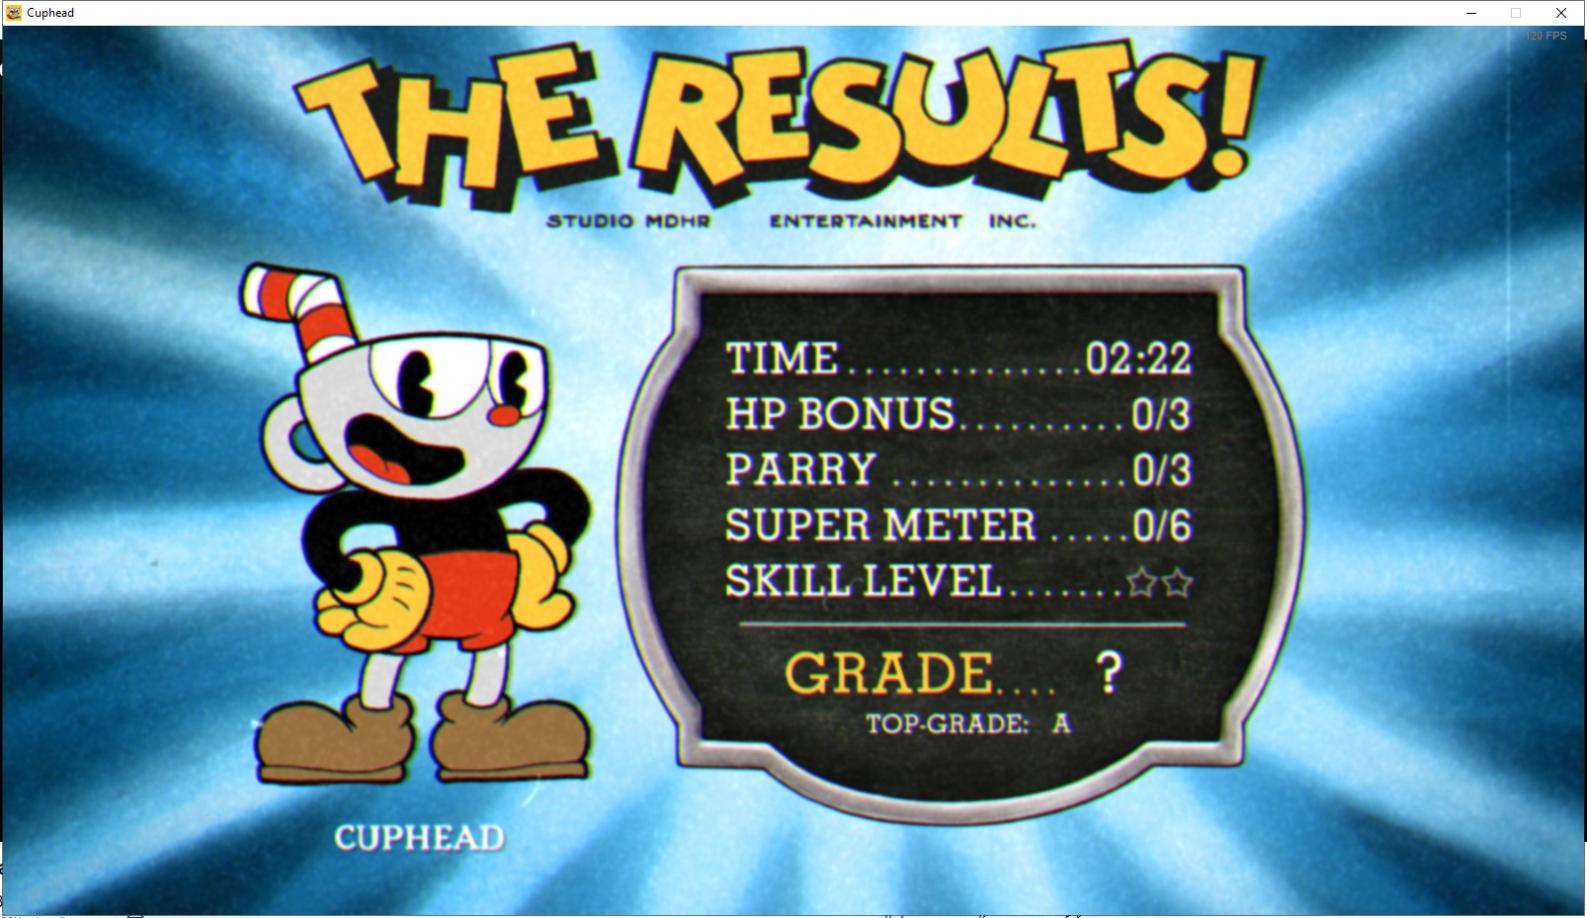 Cuphead
120 FPS
THE RESULTS!
STUDIO MDHR ENTERTAINMENT INC.
TIME..............02:22
HP BONUS..........0/3
PARRY ..............0/3
SUPER METER .....0/6
SKILL LEVEL.......☆☆
GRADE.... ?
TOP-GRADE: A
CUPHEAD